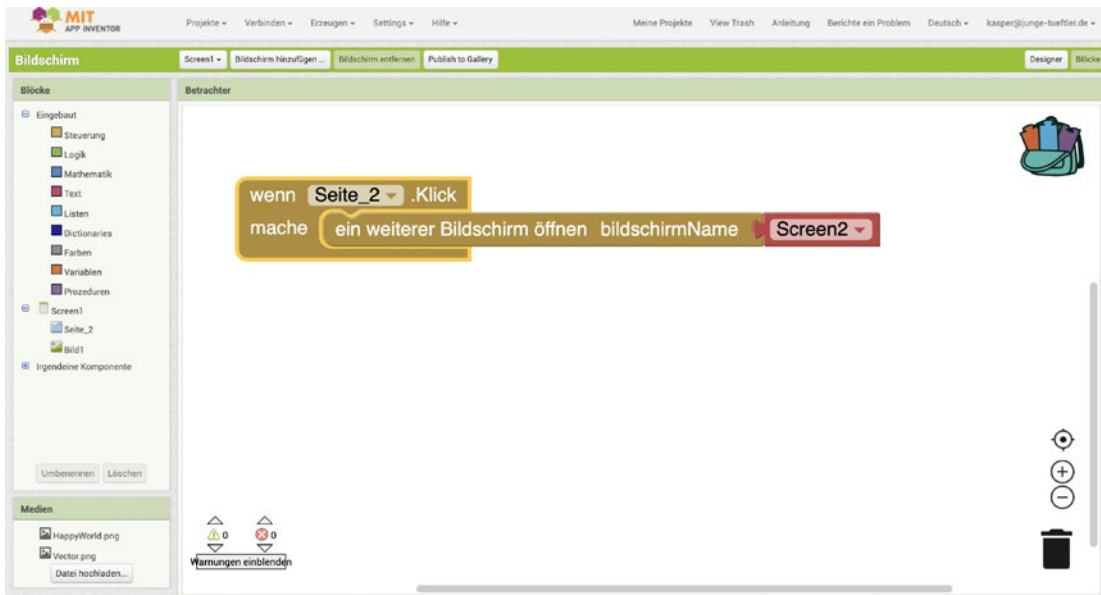 MIT
APP INVENTOR
Projekte Verbinden Erzeugen Settings Hilfe Meine Projekte View Trash Anleitung Berichte ein Problem Deutsch kasper@junge-tueftler.de
Bildschirm Screen1 Bildschirm hinzufügen ... Bildschirm entfernen Publish to Gallery Designer Blöcke
Blöcke Betrachter
Eingebaut
Steuerung
Logik
Mathematik
Text
Listen
Dictionaries
Farben
Variablen
Prozeduren
Screen1
Seite_2
Bild1
Irgendeine Komponente
Umbenennen Löschen
Medien
HappyWorld.png
Vector.png
Datei hochladen...
wenn Seite_2 .Klick
mache ein weiterer Bildschirm öffnen bildschirmName Screen2
0 0
Warnungen einblenden